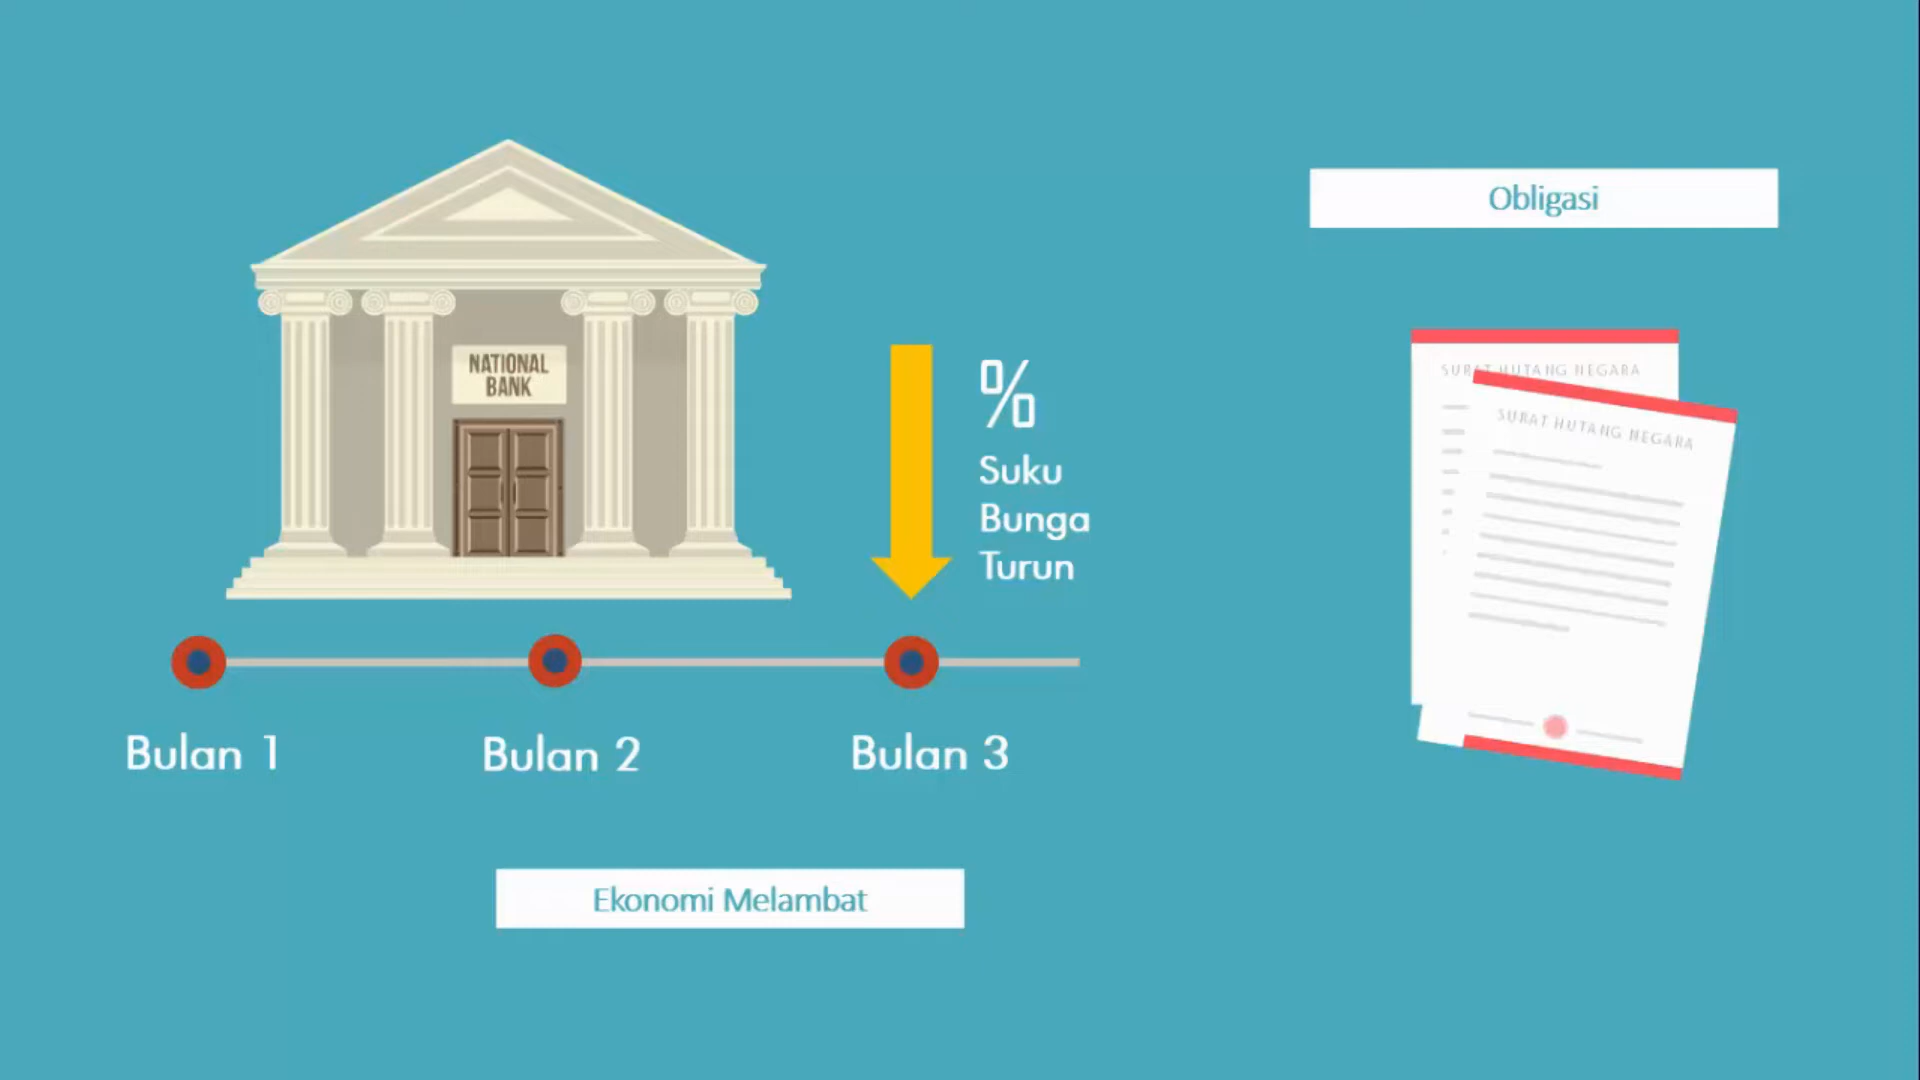 Obligasi
NATIONAL
BANK
%
Suku
Bunga
Turun
SURAT HUTANG NEGARA
SURAT HUTANG NEGARA
Bulan 1
Bulan 2
Bulan 3
Ekonomi Melambat